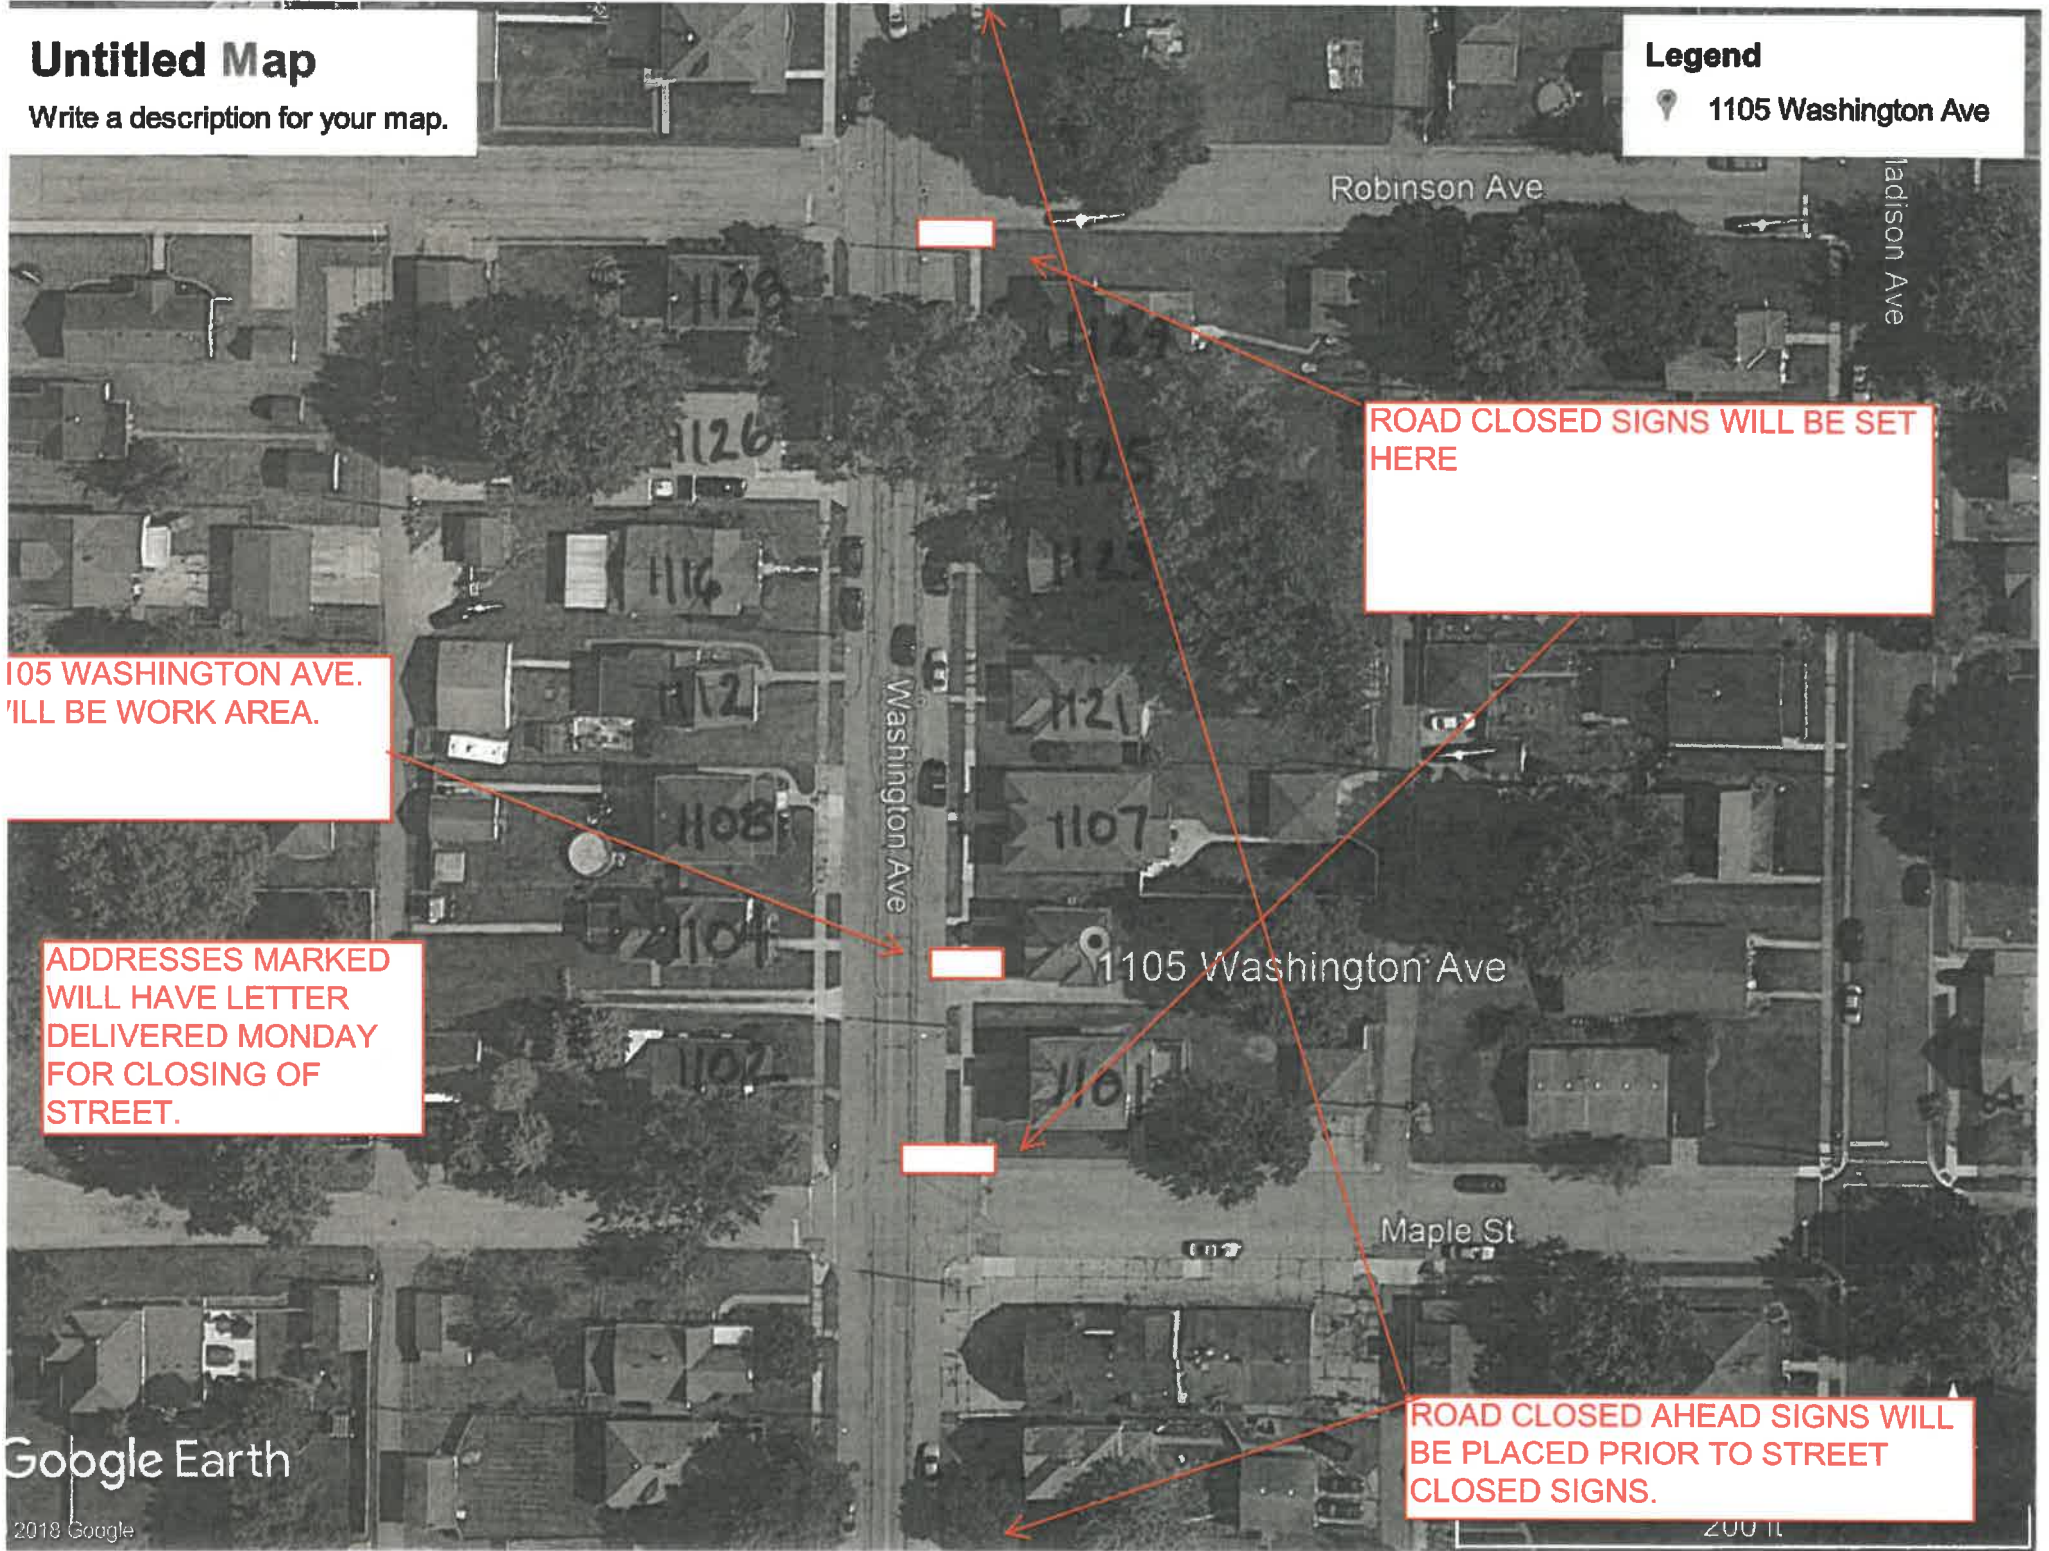 Untitled Map
Write a description for your map.
Legend
1105 Washington Ave
Robinson Ave
Madison Ave
1128
1129
ROAD CLOSED SIGNS WILL BE SET
HERE
1126
1125
1123
1116
105 WASHINGTON AVE.
ILL BE WORK AREA.
1112
Washington Ave
1121
1108
1107
1104
1105 Washington Ave
ADDRESSES MARKED
WILL HAVE LETTER
DELIVERED MONDAY
FOR CLOSING OF
STREET.
1102
1101
Maple St
ROAD CLOSED AHEAD SIGNS WILL
BE PLACED PRIOR TO STREET
CLOSED SIGNS.
Google Earth
2018 Google
200 ft